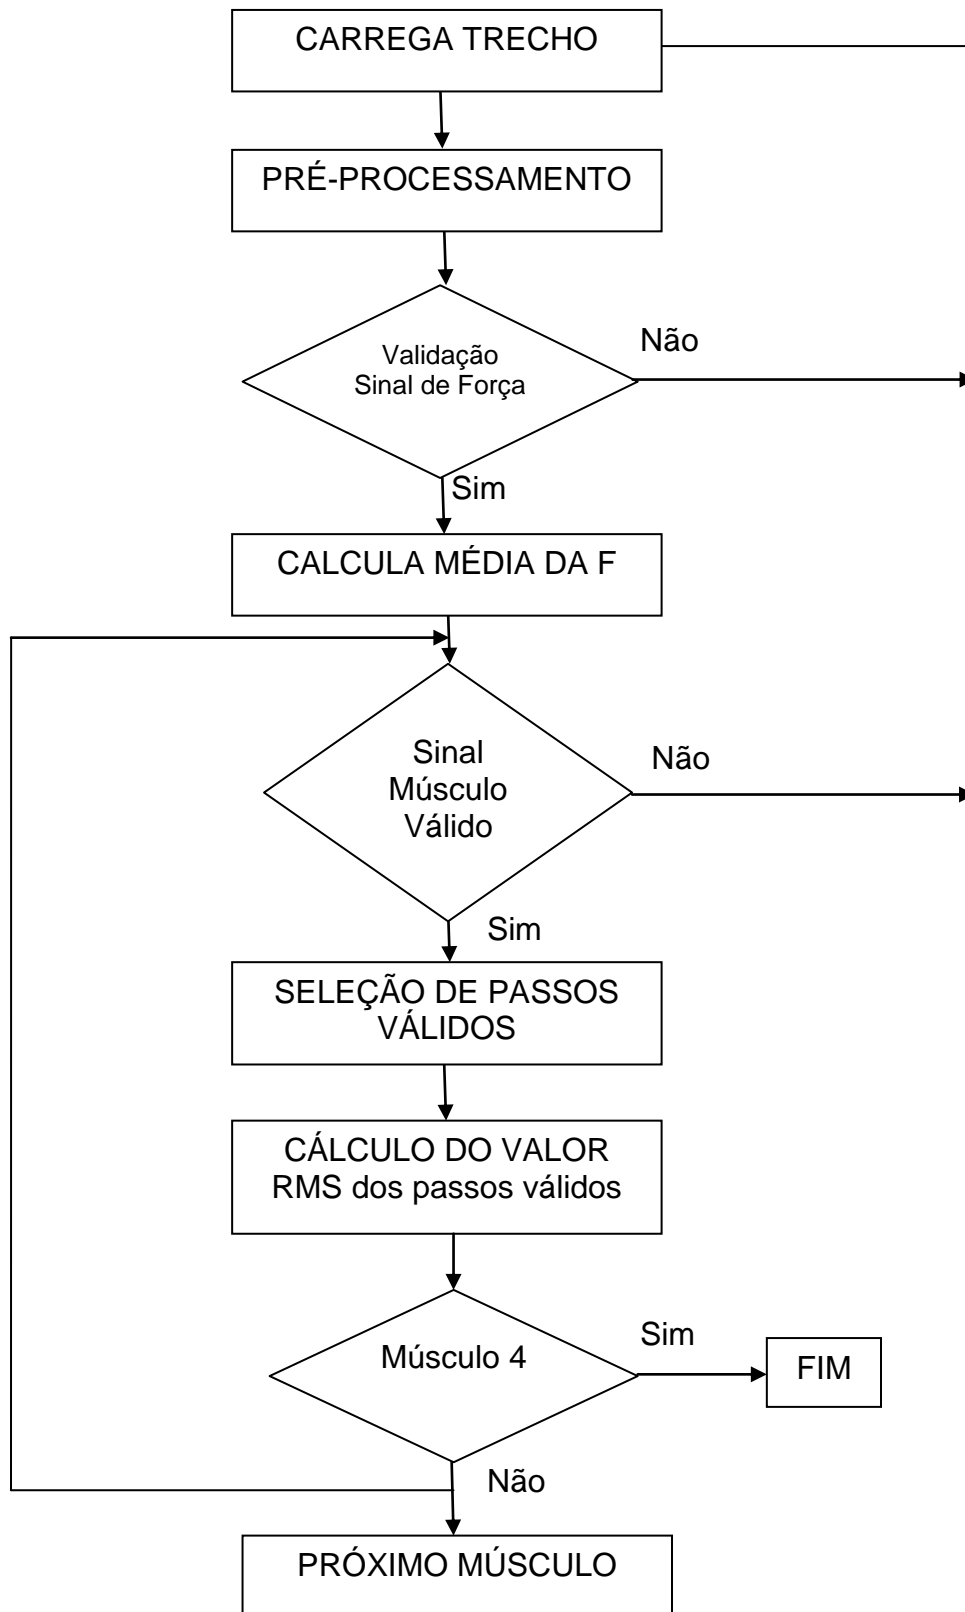 CARREGA TRECHO
PRÉ-PROCESSAMENTO
Validação
Sinal de Força
Não
Sim
CALCULA MÉDIA DA F
Sinal
Músculo
Válido
Não
Sim
SELEÇÃO DE PASSOS
VÁLIDOS
CÁLCULO DO VALOR
RMS dos passos válidos
Músculo 4
Sim
FIM
Não
PRÓXIMO MÚSCULO